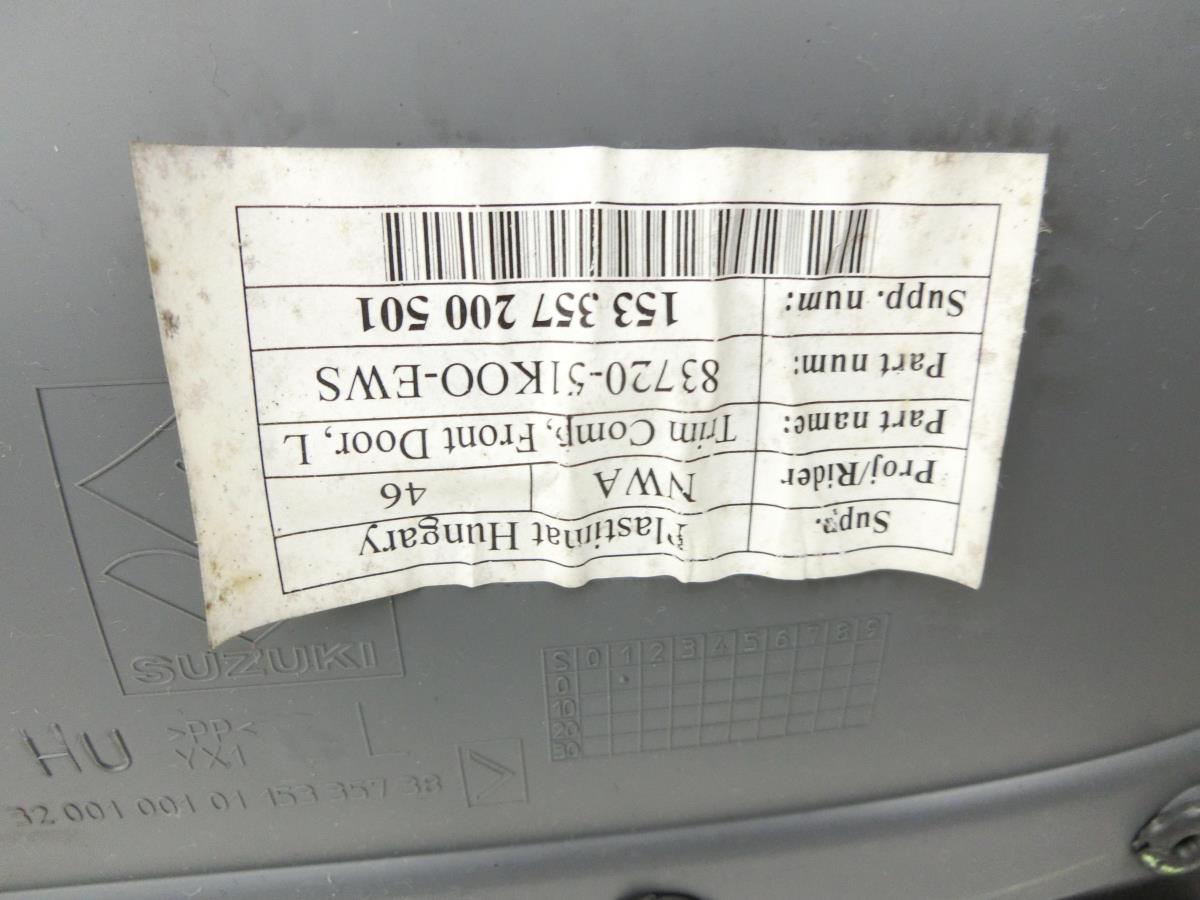 Supp. Plastimat Hungary
Proj/Rider NWA 46
Part name: Trim Comp, Front Door, L
Part num: 83720-51KOO-EWS
Supp. num: 153 357 200 501
SUZUKI
S 0 1 2 3 4 5 6 7 8 9
0
10
20
30
HU >PP< L
YX1
32 001 001 01 153 357 38